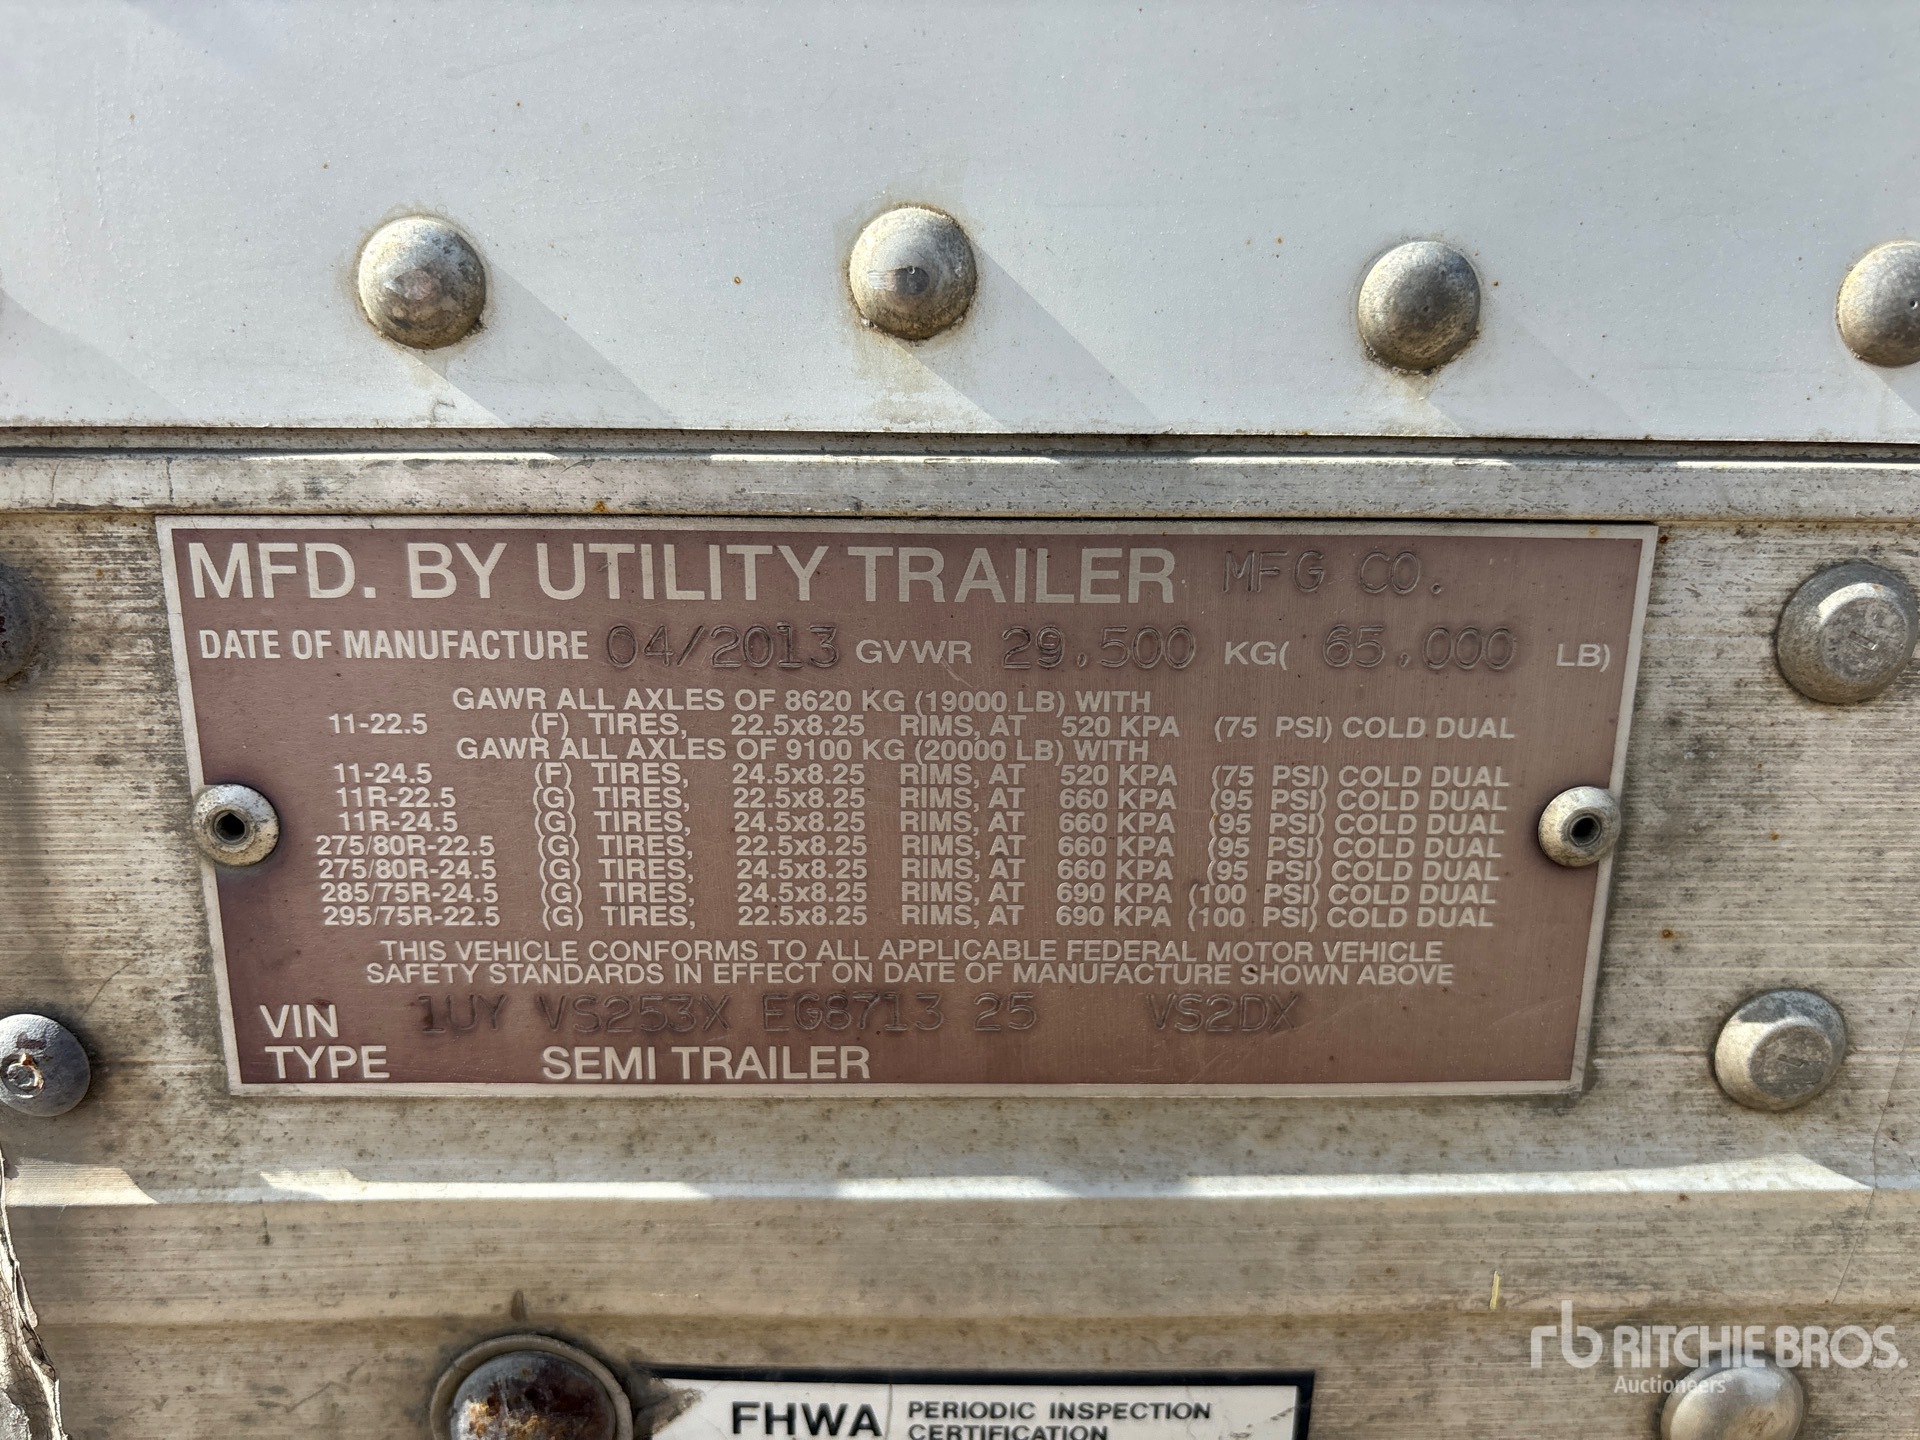 MFD. BY UTILITY TRAILER MFG CO.
DATE OF MANUFACTURE 04/2013 GVWR 29,500 KG( 65,000 LB)
GAWR ALL AXLES OF 8620 KG (19000 LB) WITH
11-22.5 (F) TIRES, 22.5x8.25 RIMS, AT 520 KPA (75 PSI) COLD DUAL
GAWR ALL AXLES OF 9100 KG (20000 LB) WITH
11-24.5 (F) TIRES, 24.5x8.25 RIMS, AT 520 KPA (75 PSI) COLD DUAL
11R-22.5 (G) TIRES, 22.5x8.25 RIMS, AT 660 KPA (95 PSI) COLD DUAL
11R-24.5 (G) TIRES, 24.5x8.25 RIMS, AT 660 KPA (95 PSI) COLD DUAL
275/80R-22.5 (G) TIRES, 22.5x8.25 RIMS, AT 660 KPA (95 PSI) COLD DUAL
275/80R-24.5 (G) TIRES, 24.5x8.25 RIMS, AT 660 KPA (95 PSI) COLD DUAL
285/75R-24.5 (G) TIRES, 24.5x8.25 RIMS, AT 690 KPA (100 PSI) COLD DUAL
295/75R-22.5 (G) TIRES, 22.5x8.25 RIMS, AT 690 KPA (100 PSI) COLD DUAL
THIS VEHICLE CONFORMS TO ALL APPLICABLE FEDERAL MOTOR VEHICLE
SAFETY STANDARDS IN EFFECT ON DATE OF MANUFACTURE SHOWN ABOVE
VIN 1UY VS253X EG8713 25 VS2DX
TYPE SEMI TRAILER
FHWA PERIODIC INSPECTION
CERTIFICATION
rb RITCHIE BROS.
Auctioneers